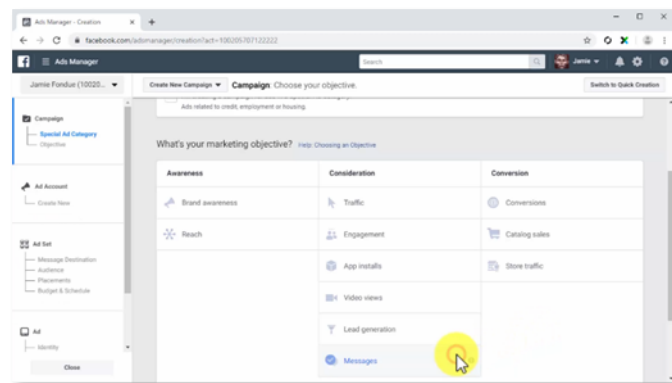 Ads Manager - Creation
facebook.com/adsmanager/creation?act=100205707122222
Ads Manager
Search
Jamie
Jamie Fondue (10020...
Create New Campaign
Campaign: Choose your objective.
Switch to Quick Creation
Ads related to credit, employment or housing.
Campaign
Special Ad Category
Objective
Ad Account
Create New
Ad Set
Message Destination
Audience
Placements
Budget & Schedule
Ad
Identity
Close
What's your marketing objective? Help: Choosing an Objective
Awareness
Brand awareness
Reach
Consideration
Traffic
Engagement
App installs
Video views
Lead generation
Messages
Conversion
Conversions
Catalog sales
Store traffic